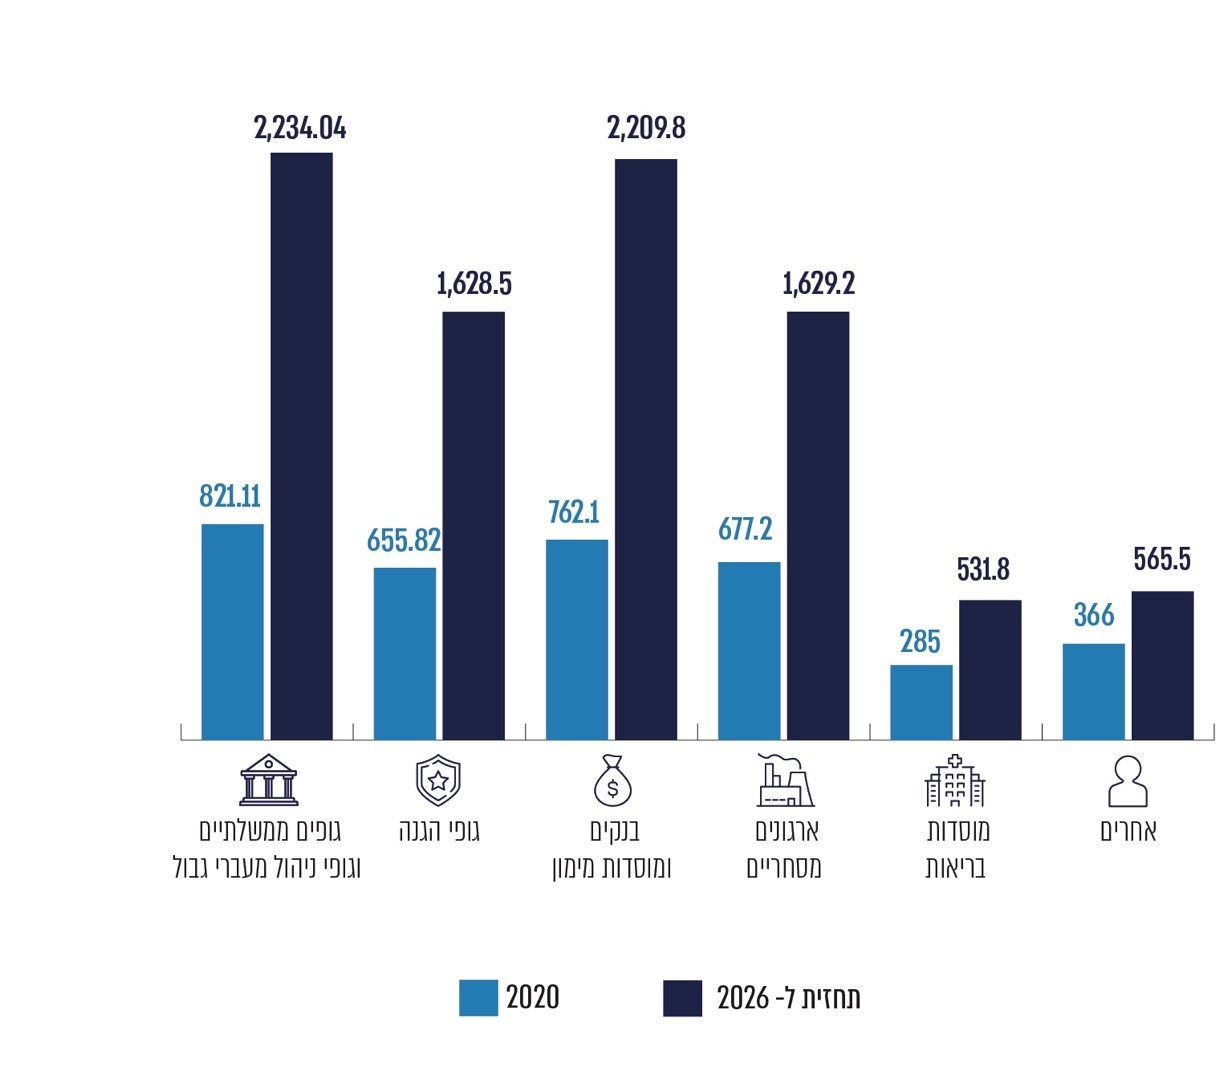 2,234.04
2,209.8
1,628.5
1,629.2
821.11
655.82
762.1
677.2
285
531.8
366
565.5
גופים ממשלתיים
וגופי ניהול מעברי גבול
גופי הגנה
בנקים
ומוסדות מימון
ארגונים
מסחריים
מוסדות
בריאות
אחרים
2020
תחזית ל- 2026